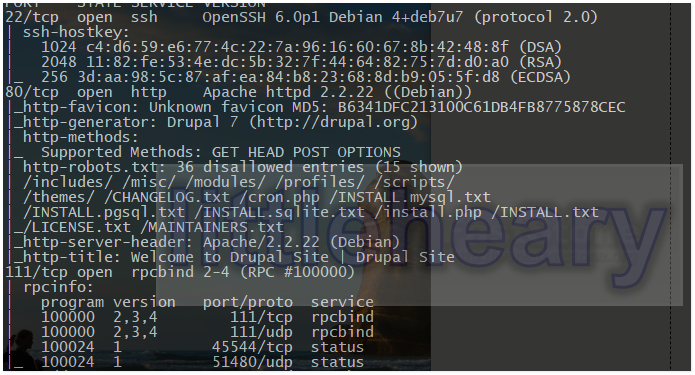 PORT STATE SERVICE VERSION
22/tcp open ssh OpenSSH 6.0p1 Debian 4+deb7u7 (protocol 2.0)
| ssh-hostkey:
| 1024 c4:d6:59:e6:77:4c:22:7a:96:16:60:67:8b:42:48:8f (DSA)
| 2048 11:82:fe:53:4e:dc:5b:32:7f:44:64:82:75:7d:d0:a0 (RSA)
|_ 256 3d:aa:98:5c:87:af:ea:84:b8:23:68:8d:b9:05:5f:d8 (ECDSA)
80/tcp open http Apache httpd 2.2.22 ((Debian))
|_http-favicon: Unknown favicon MD5: B6341DFC213100C61DB4FB8775878CEC
|_http-generator: Drupal 7 (http://drupal.org)
| http-methods:
|_ Supported Methods: GET HEAD POST OPTIONS
| http-robots.txt: 36 disallowed entries (15 shown)
| /includes/ /misc/ /modules/ /profiles/ /scripts/
| /themes/ /CHANGELOG.txt /cron.php /INSTALL.mysql.txt
| /INSTALL.pgsql.txt /INSTALL.sqlite.txt /install.php /INSTALL.txt
|_/LICENSE.txt /MAINTAINERS.txt
|_http-server-header: Apache/2.2.22 (Debian)
|_http-title: Welcome to Drupal Site | Drupal Site
111/tcp open rpcbind 2-4 (RPC #100000)
| rpcinfo:
| program version port/proto service
| 100000 2,3,4 111/tcp rpcbind
| 100000 2,3,4 111/udp rpcbind
| 100024 1 45544/tcp status
|_ 100024 1 51480/udp status
littleheary